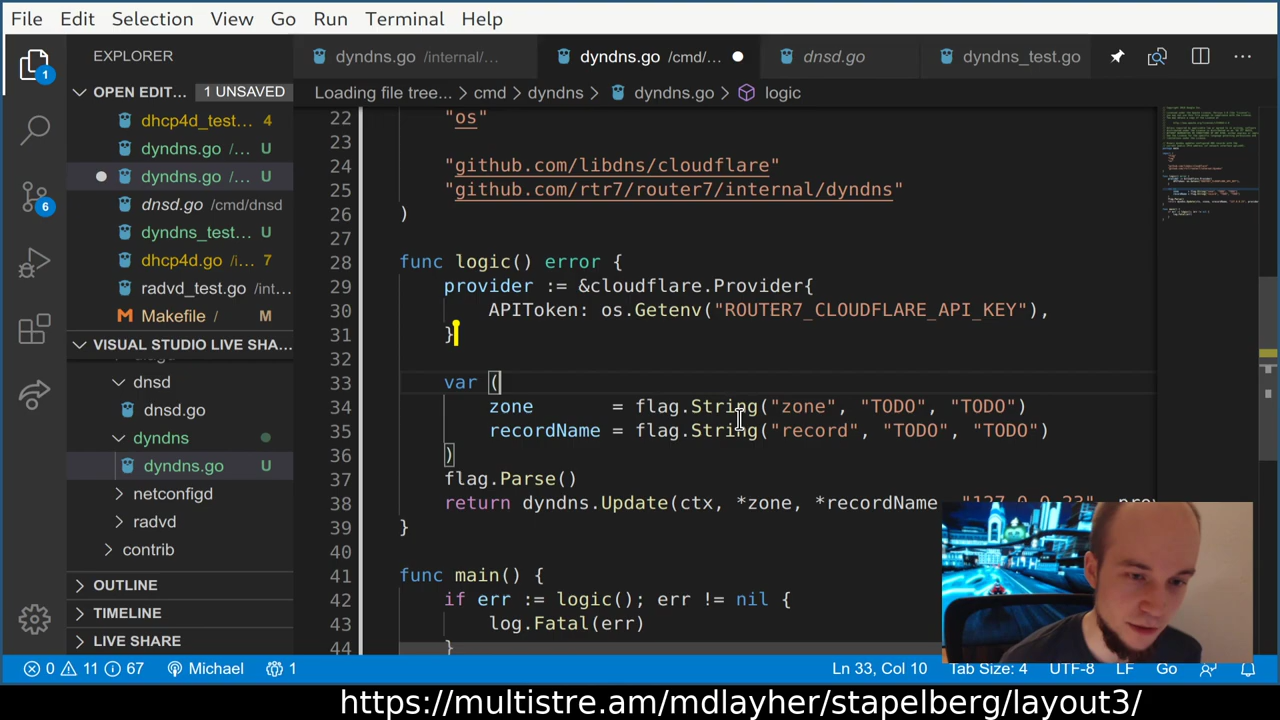 File Edit Selection View Go Run Terminal Help
EXPLORER
dyndns.go /internal/...
dyndns.go /cmd/...
dnsd.go
dyndns_test.go
OPEN EDIT... 1 UNSAVED
Loading file tree... cmd dyndns dyndns.go logic
dhcp4d_test... 4
dyndns.go /... U
dyndns.go /... U
dnsd.go /cmd/dnsd
dyndns_test... U
dhcp4d.go /i... 7
radvd_test.go /int...
Makefile / M
VISUAL STUDIO LIVE SHA...
dnsd
dnsd.go
dyndns
dyndns.go U
netconfigd
radvd
contrib
OUTLINE
TIMELINE
LIVE SHARE
1
6
22 "os"
23
24 "github.com/libdns/cloudflare"
25 "github.com/rtr7/router7/internal/dyndns"
26 )
27
28 func logic() error {
29 provider := &cloudflare.Provider{
30 APIToken: os.Getenv("ROUTER7_CLOUDFLARE_API_KEY"),
31 }
32
33 var (
34 zone = flag.String("zone", "TODO", "TODO")
35 recordName = flag.String("record", "TODO", "TODO")
36 )
37 flag.Parse()
38 return dyndns.Update(ctx, *zone, *recordName
39 }
40
41 func main() {
42 if err := logic(); err != nil {
43 log.Fatal(err)
44 }
0 11 67 Michael 1 Ln 33, Col 10 Tab Size: 4 UTF-8 LF Go
https://multistre.am/mdlayher/stapelberg/layout3/